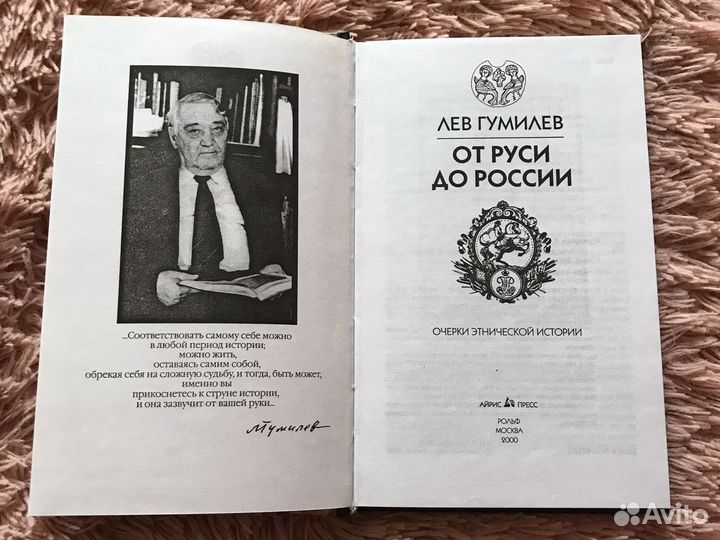 ...Соответствовать самому себе можно
в любой период истории;
можно жить,
оставаясь самим собой,
обрекая себя на сложную судьбу, и тогда, быть может,
именно вы
прикоснетесь к струне истории,
и она зазвучит от вашей руки...
ЛГумилев
ЛЕВ ГУМИЛЕВ
ОТ РУСИ
ДО РОССИИ
ОЧЕРКИ ЭТНИЧЕСКОЙ ИСТОРИИ
АЙРИС ПРЕСС
РОЛЬФ
МОСКВА
2000
Avito